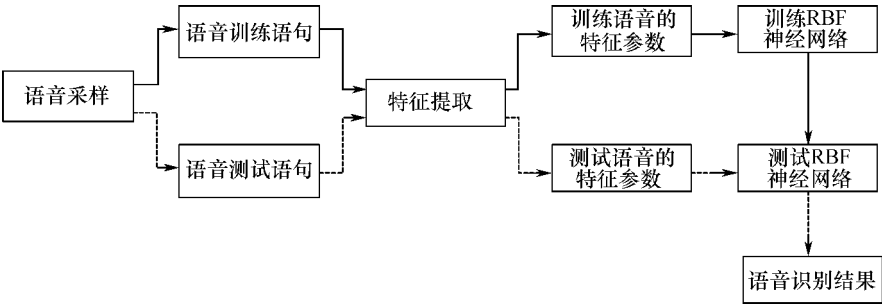 语音采样
语音训练语句
语音测试语句
特征提取
训练语音的
特征参数
测试语音的
特征参数
训练RBF
神经网络
测试RBF
神经网络
语音识别结果